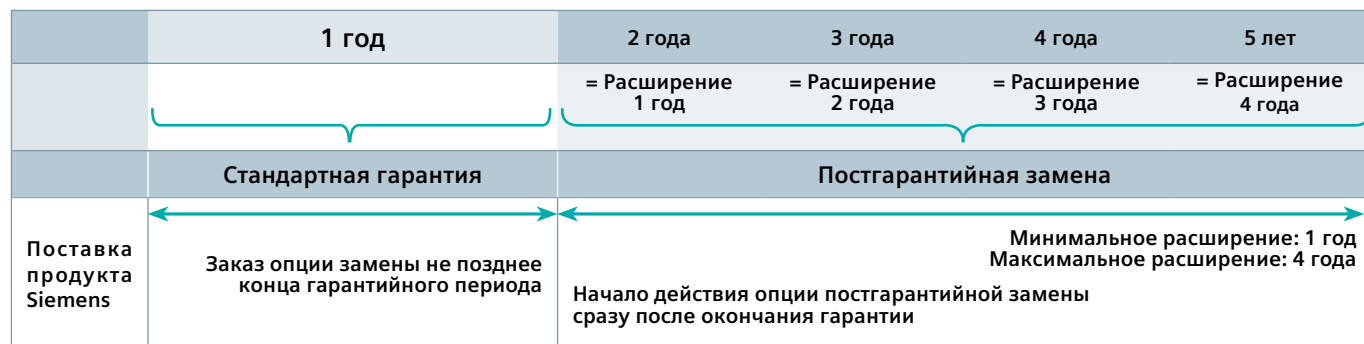 1 год
2 года
3 года
4 года
5 лет
= Расширение
1 год
= Расширение
2 года
= Расширение
3 года
= Расширение
4 года
Стандартная гарантия
Постгарантийная замена
Поставка
продукта
Siemens
Заказ опции замены не позднее
конца гарантийного периода
Минимальное расширение: 1 год
Максимальное расширение: 4 года
Начало действия опции постгарантийной замены
сразу после окончания гарантии